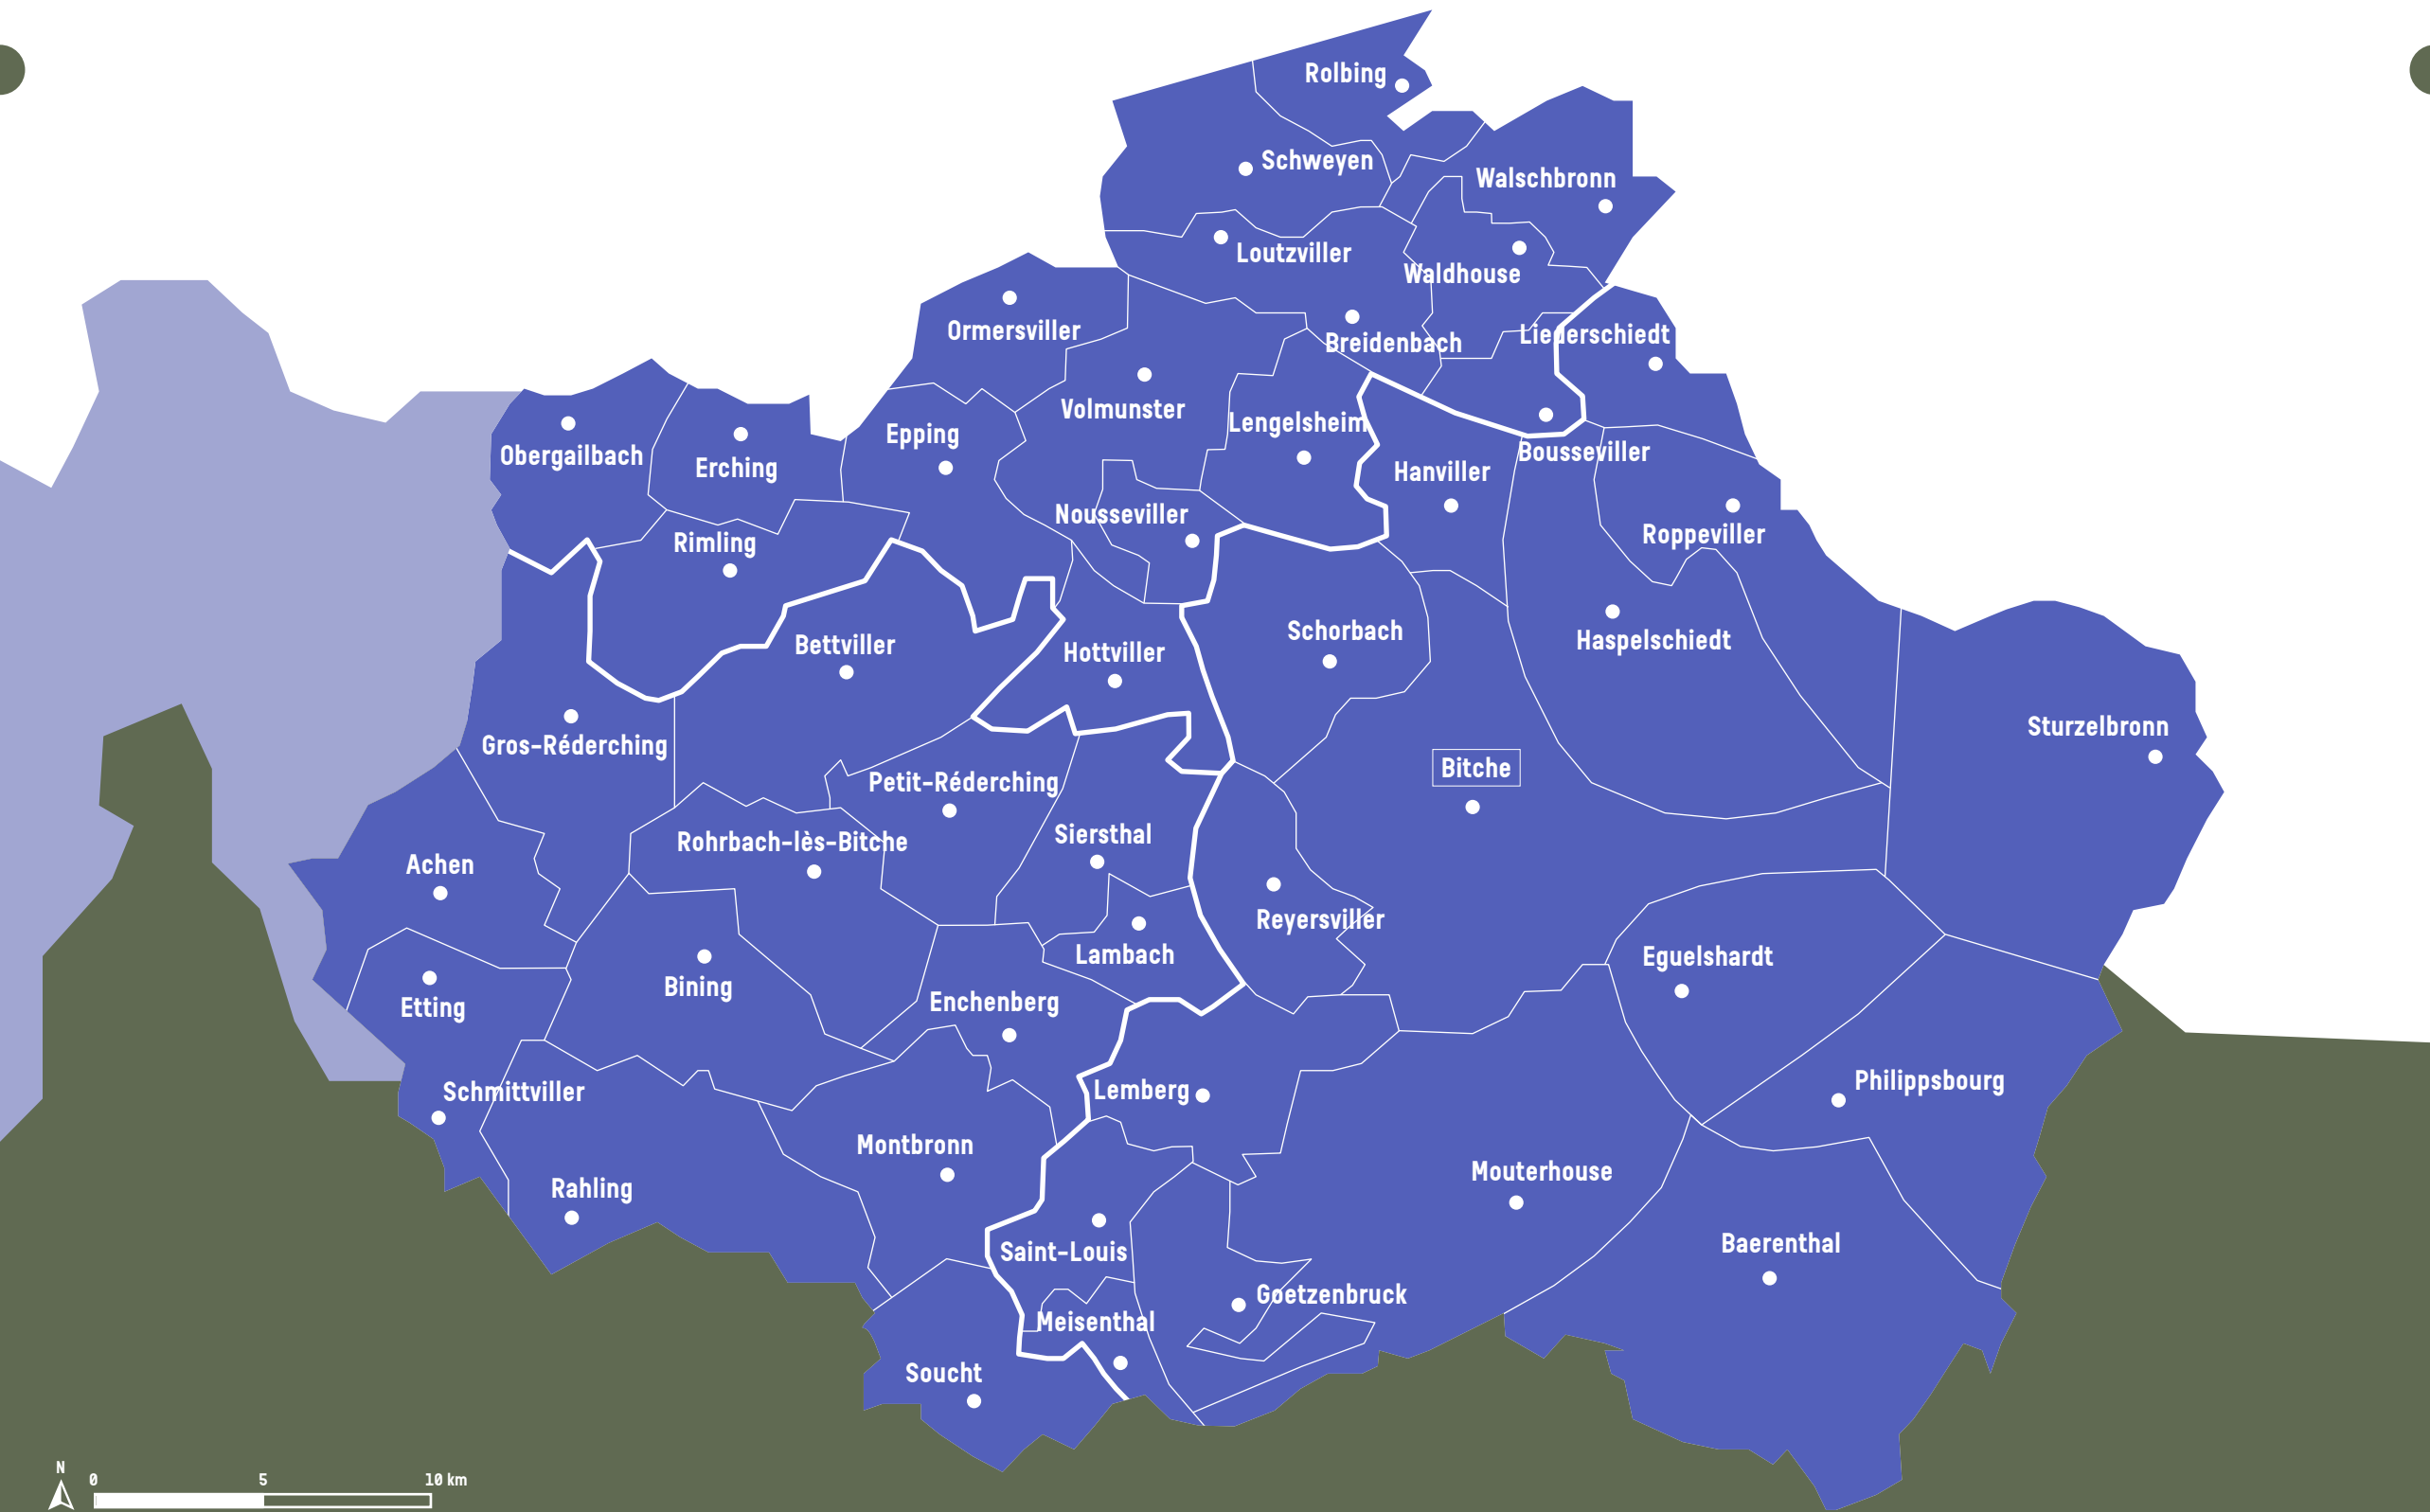 Rolbing
Schweyen
Walschbronn
Loutzviller
Waldhouse
Ormersviller
Breidenbach
Liederschiedt
Volmunster
Lengelsheim
Epping
Obergailbach
Erching
Hanviller
Bousseviller
Nousseviller
Roppeviller
Rimling
Schorbach
Haspelschiedt
Bettviller
Hottviller
Sturzelbronn
Gros-Réderching
Bitche
Petit-Réderching
Siersthal
Rohrbach-lès-Bitche
Achen
Reyersviller
Lambach
Eguelshardt
Bining
Enchenberg
Etting
Philippsbourg
Schmittviller
Lemberg
Montbronn
Mouterhouse
Rahling
Baerenthal
Saint-Louis
Goetzenbruck
Meisenthal
Soucht
N
0 5 10 km